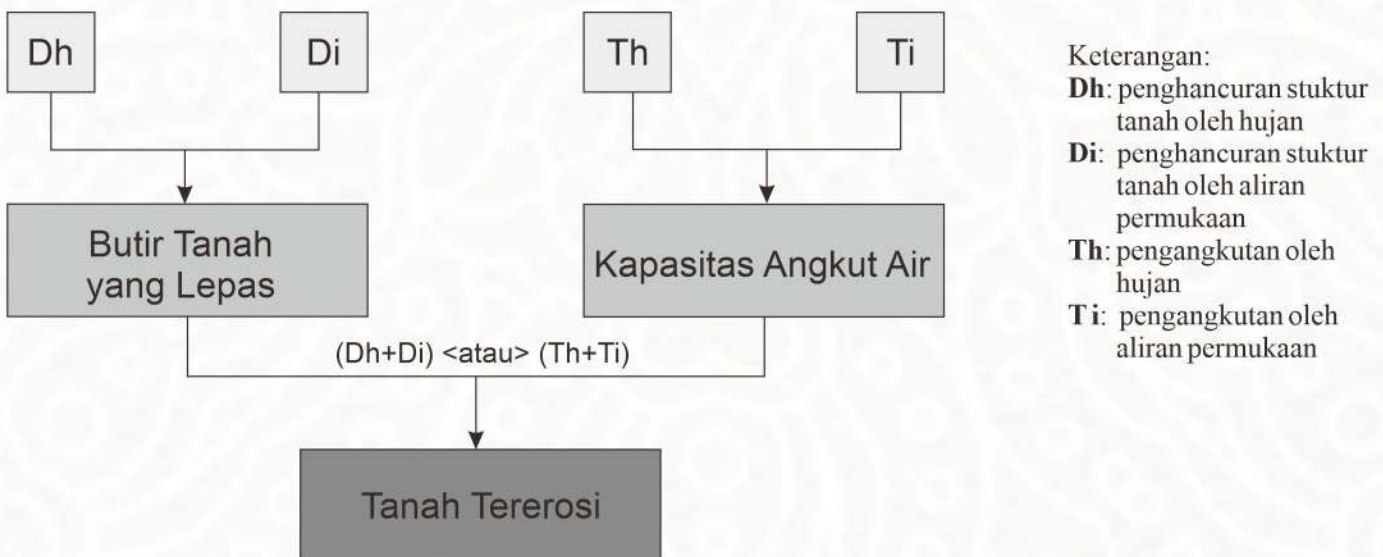 Dh
Di
Th
Ti
Butir Tanah
yang Lepas
Kapasitas Angkut Air
(Dh+Di) <atau> (Th+Ti)
Tanah Tererosi
Keterangan:
Dh: penghancuran stuktur
tanah oleh hujan
Di: penghancuran stuktur
tanah oleh aliran
permukaan
Th: pengangkutan oleh
hujan
Ti: pengangkutan oleh
aliran permukaan